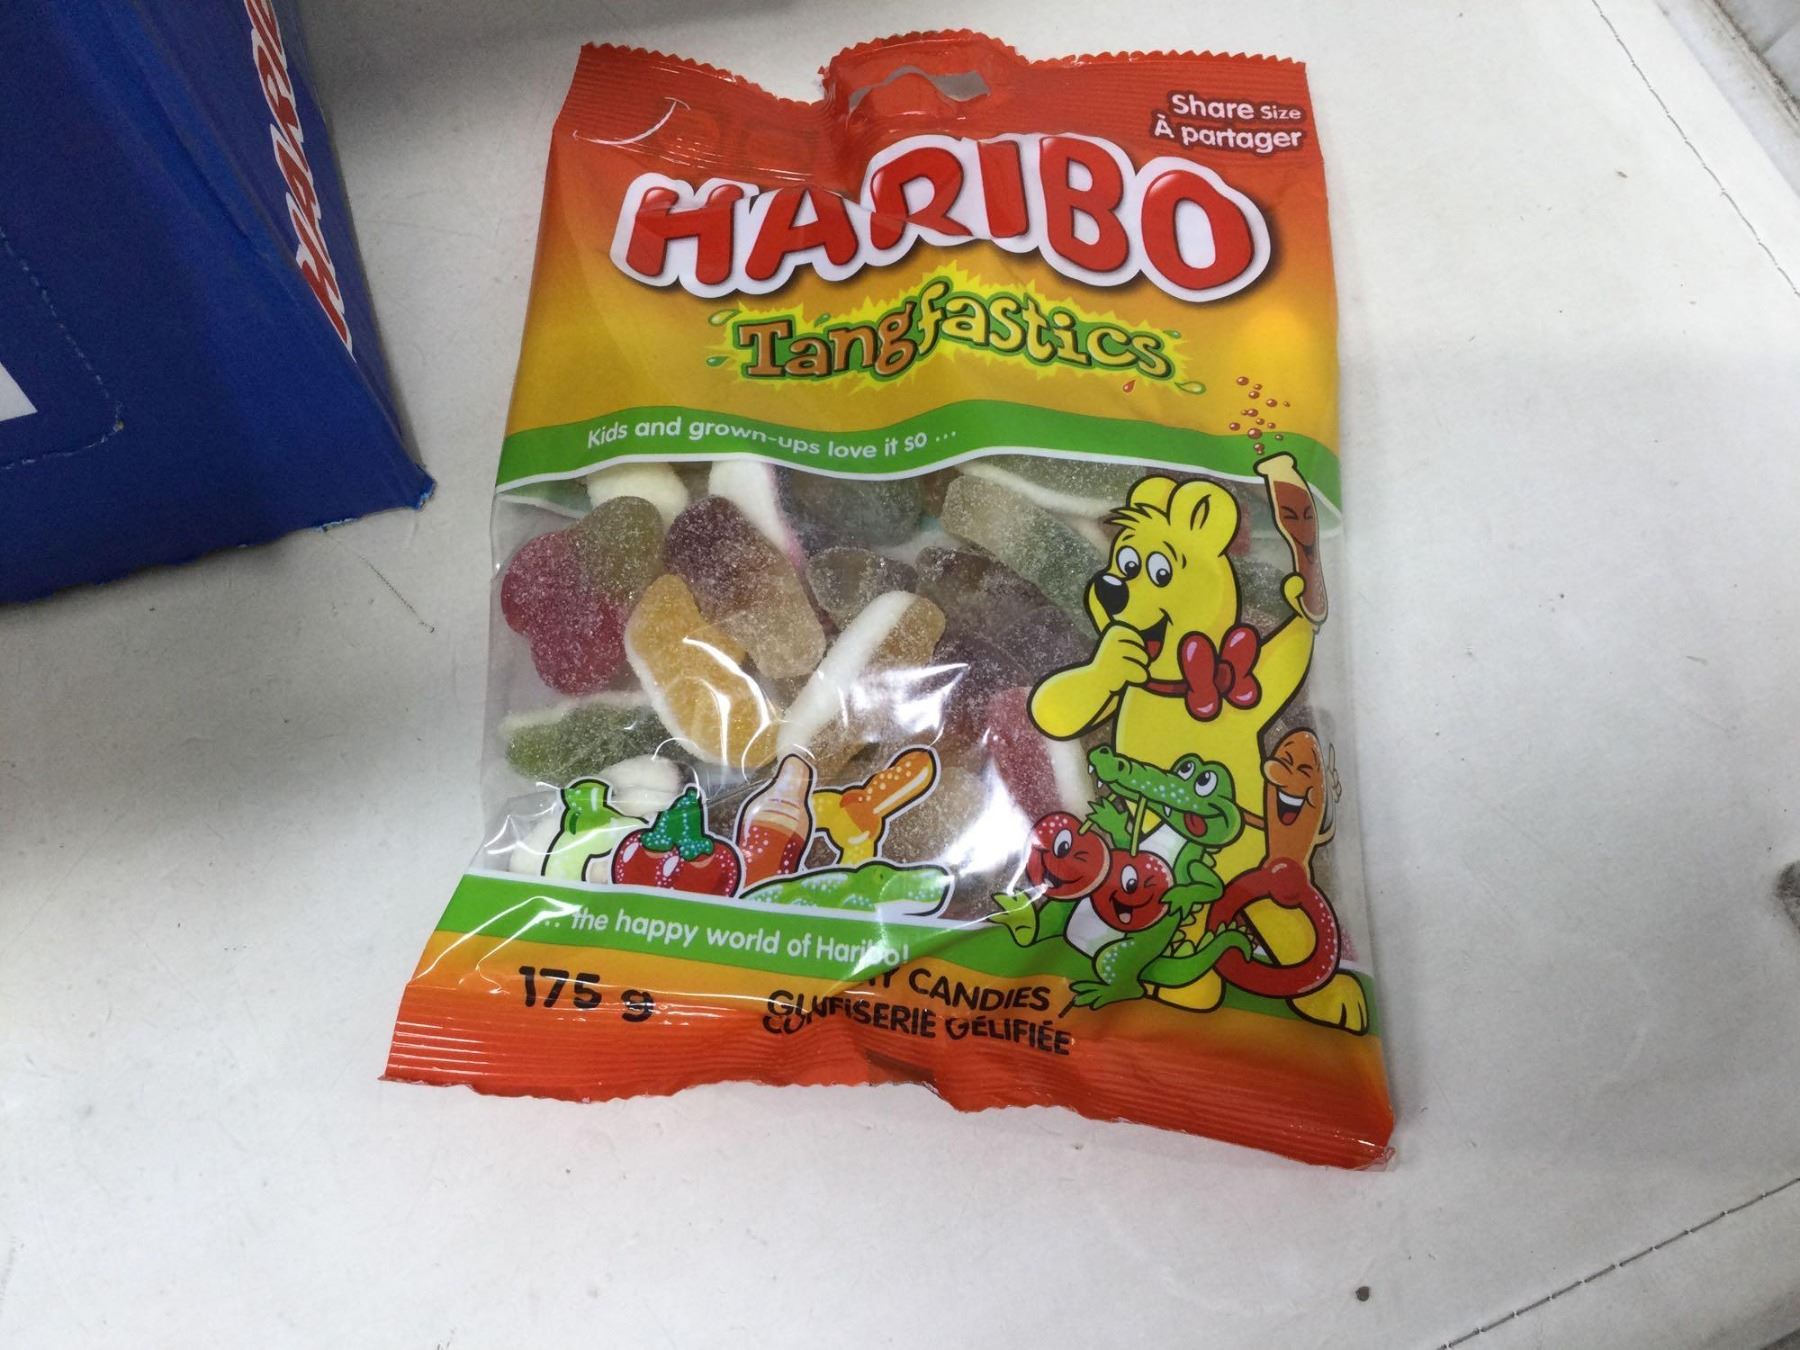 HARIBO
Share Size
À partager
HARIBO
Tangfastics
Kids and grown-ups love it so ...
... the happy world of Haribo!
175 g
CANDIES /
CONFISERIE GÉLIFIÉE